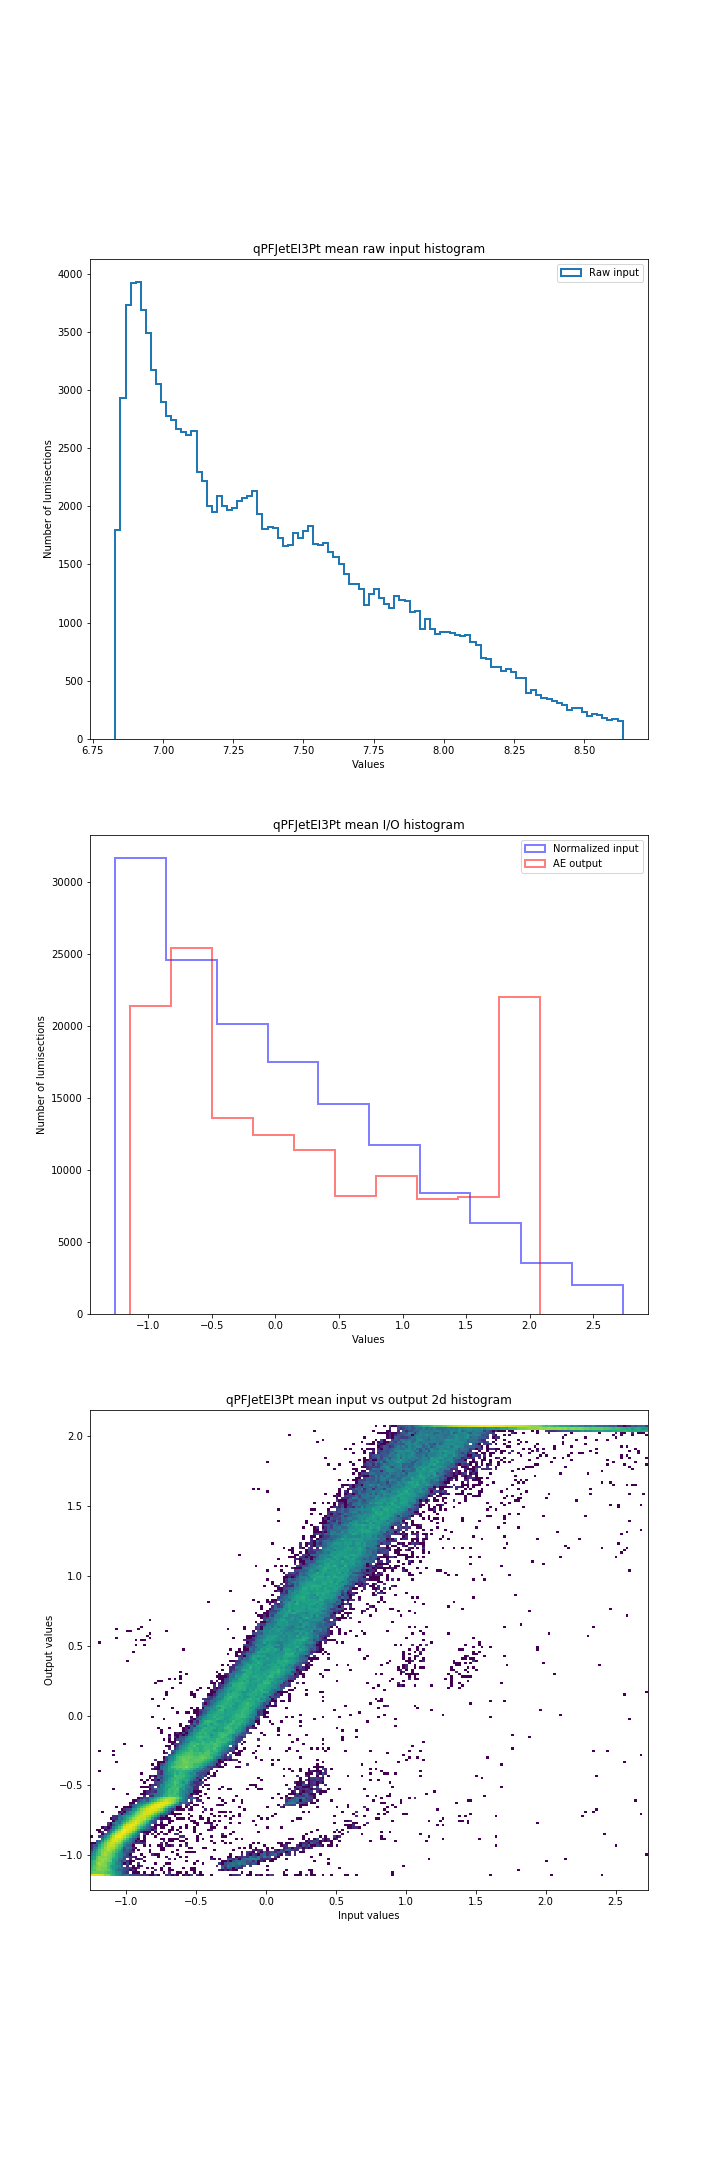 qPFJetEI3Pt mean raw input histogram
Raw input
4000
3500
3000
2500
2000
1500
1000
500
0
Number of lumisections
6.75 7.00 7.25 7.50 7.75 8.00 8.25 8.50
Values
qPFJetEI3Pt mean I/O histogram
Normalized input
AE output
30000
25000
20000
15000
10000
5000
0
Number of lumisections
−1.0 −0.5 0.0 0.5 1.0 1.5 2.0 2.5
Values
qPFJetEI3Pt mean input vs output 2d histogram
2.0
1.5
1.0
0.5
0.0
−0.5
−1.0
Output values
−1.0 −0.5 0.0 0.5 1.0 1.5 2.0 2.5
Input values